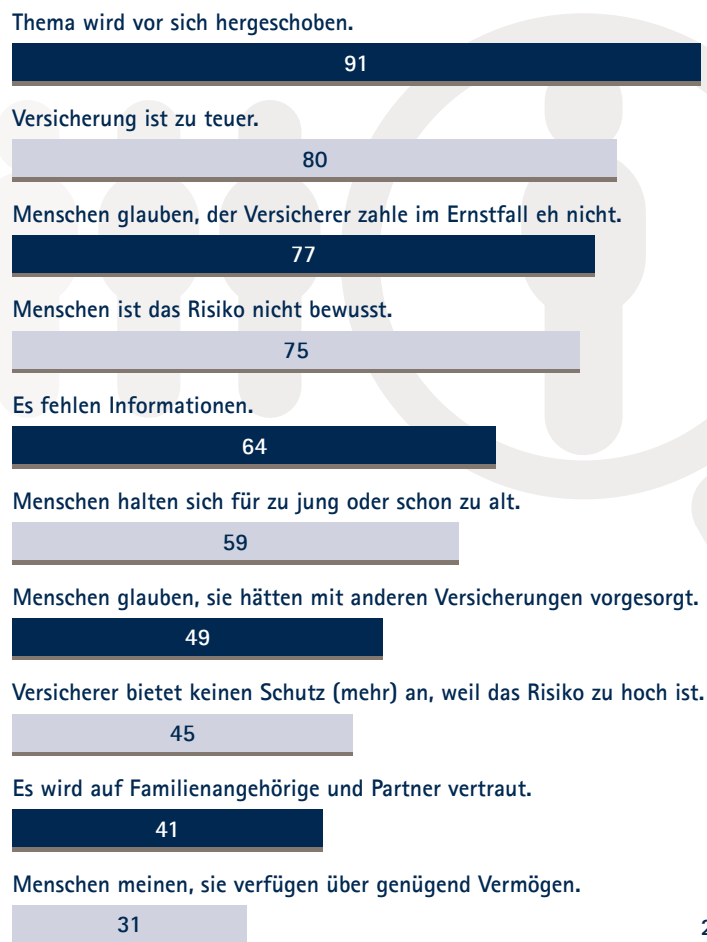 Thema wird vor sich hergeschoben.
91
Versicherung ist zu teuer.
80
Menschen glauben, der Versicherer zahle im Ernstfall eh nicht.
77
Menschen ist das Risiko nicht bewusst.
75
Es fehlen Informationen.
64
Menschen halten sich für zu jung oder schon zu alt.
59
Menschen glauben, sie hätten mit anderen Versicherungen vorgesorgt.
49
Versicherer bietet keinen Schutz (mehr) an, weil das Risiko zu hoch ist.
45
Es wird auf Familienangehörige und Partner vertraut.
41
Menschen meinen, sie verfügen über genügend Vermögen.
31